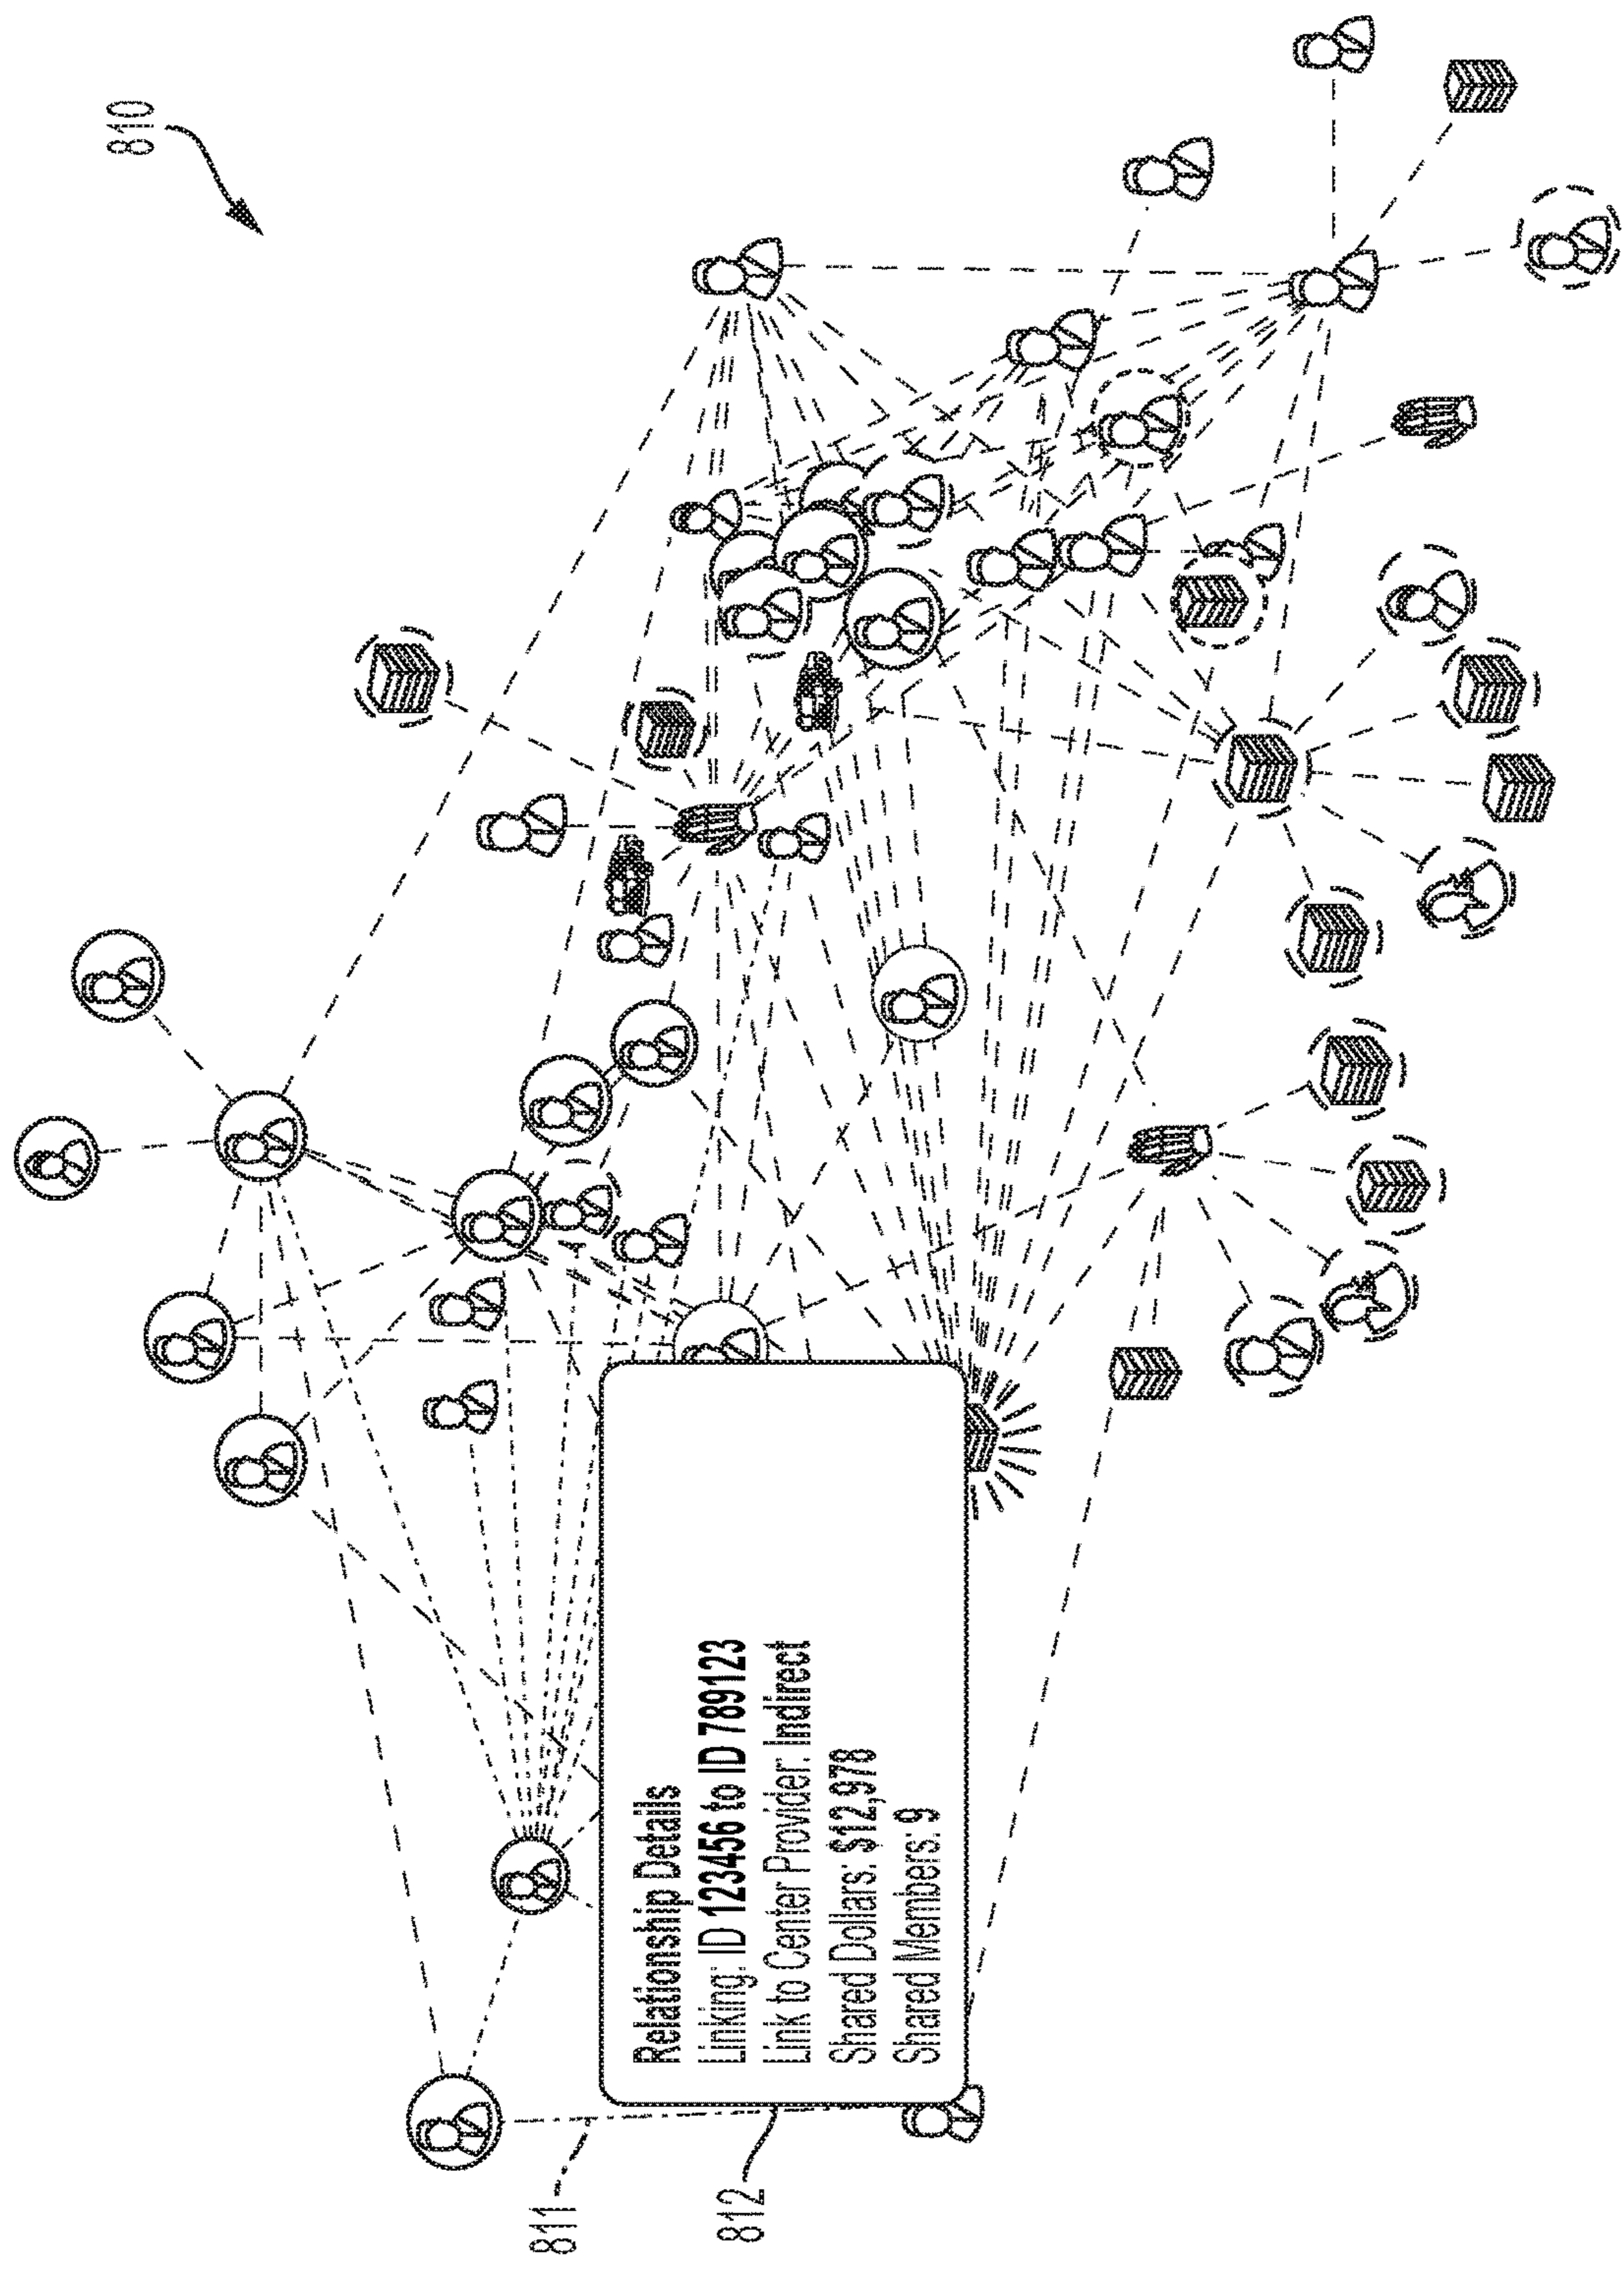 810
Relationship Details
Linking: ID 123456 to ID 789123
Link to Center Provider: Indirect
Shared Dollars: $12,978
Shared Members: 9
811
812